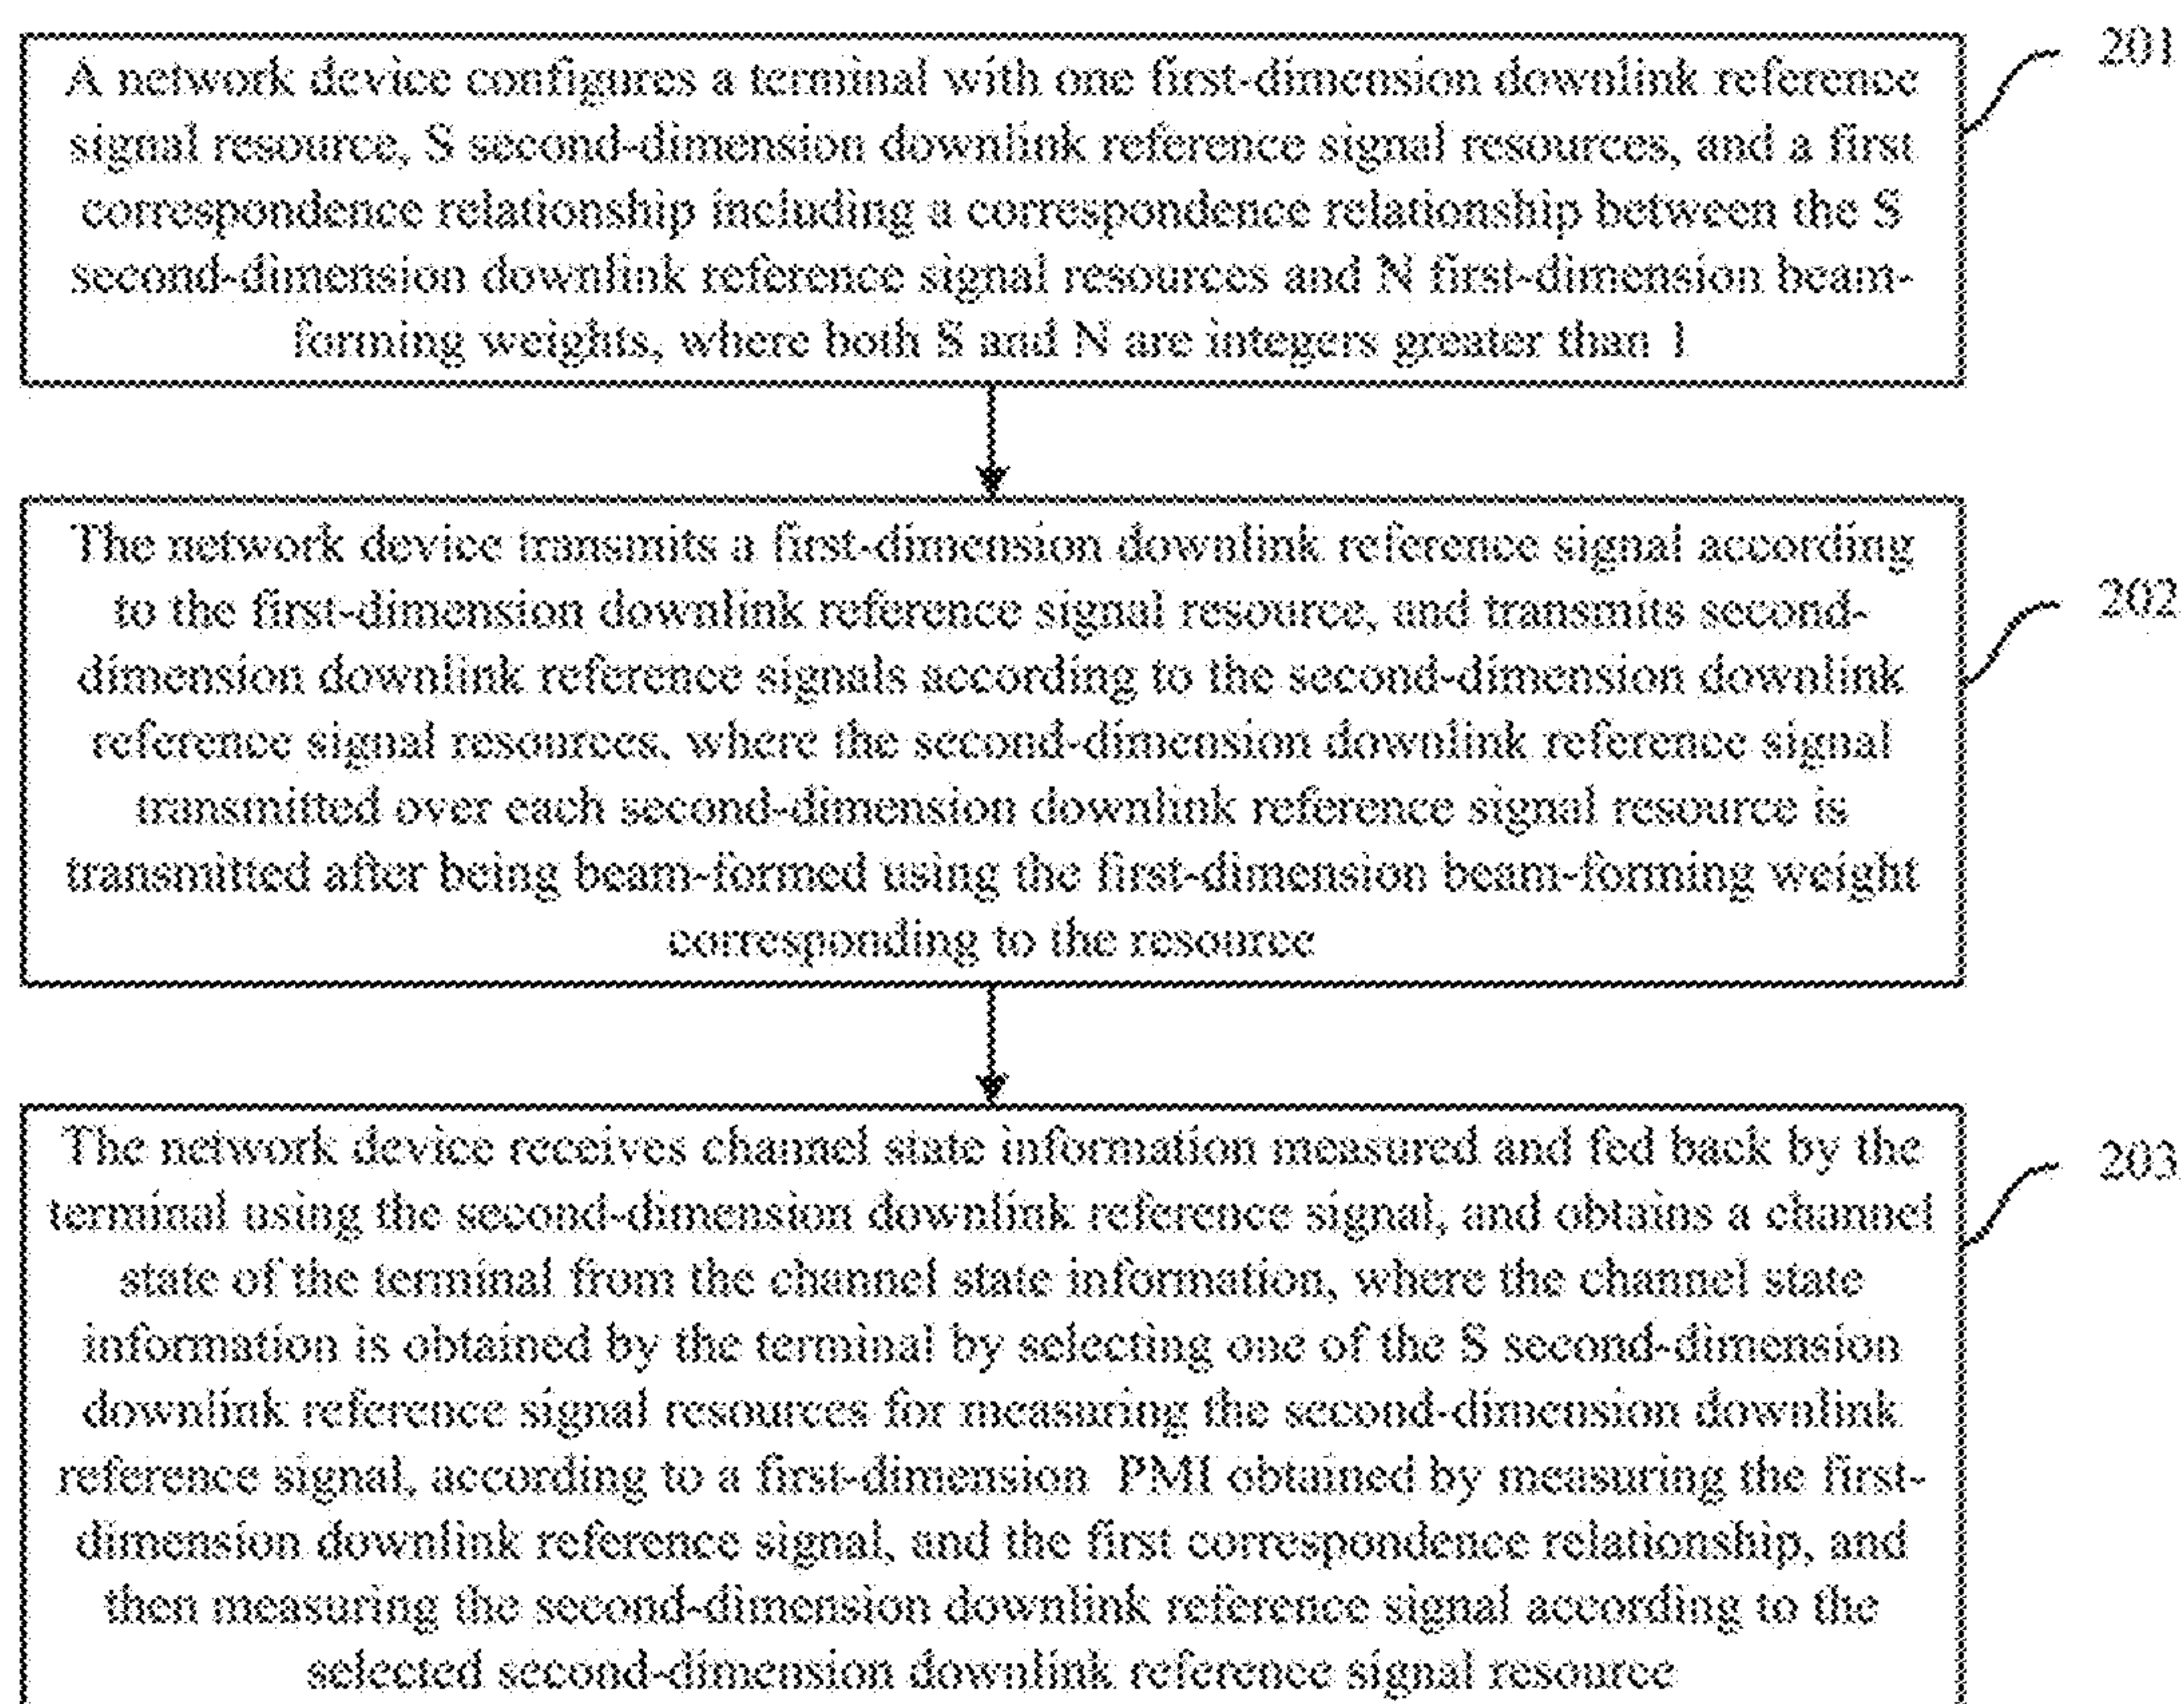 A network device configures a terminal with one first-dimension downlink reference
signal resource, S second-dimension downlink reference signal resources, and a first
correspondence relationship including a correspondence relationship between the S
second-dimension downlink reference signal resources and N first-dimension beam-
forming weights, where both S and N are integers greater than 1
201
The network device transmits a first-dimension downlink reference signal according
to the first-dimension downlink reference signal resource, and transmits second-
dimension downlink reference signals according to the second-dimension downlink
reference signal resources, where the second-dimension downlink reference signal
transmitted over each second-dimension downlink reference signal resource is
transmitted after being beam-formed using the first-dimension beam-forming weight
corresponding to the resource
202
The network device receives channel state information measured and fed back by the
terminal using the second-dimension downlink reference signal, and obtains a channel
state of the terminal from the channel state information, where the channel state
information is obtained by the terminal by selecting one of the S second-dimension
downlink reference signal resources for measuring the second-dimension downlink
reference signal, according to a first-dimension PMI obtained by measuring the first-
dimension downlink reference signal, and the first correspondence relationship, and
then measuring the second-dimension downlink reference signal according to the
selected second-dimension downlink reference signal resource
203